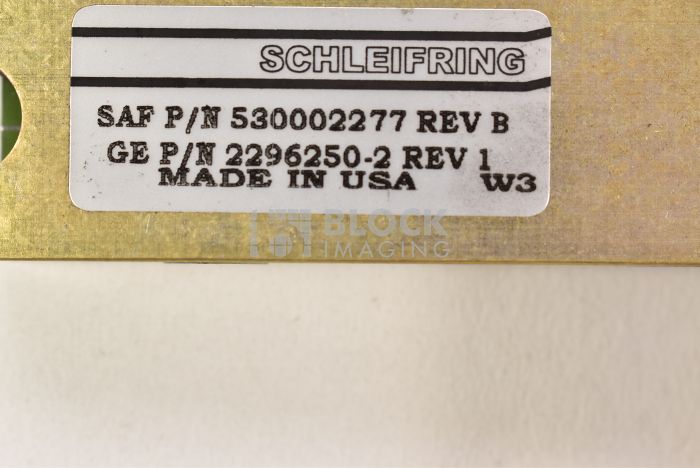 SCHLEIFRING
SAF P/N 530002277 REV B
GE P/N 2296250-2 REV 1
MADE IN USA W3
BLOCK
IMAGING